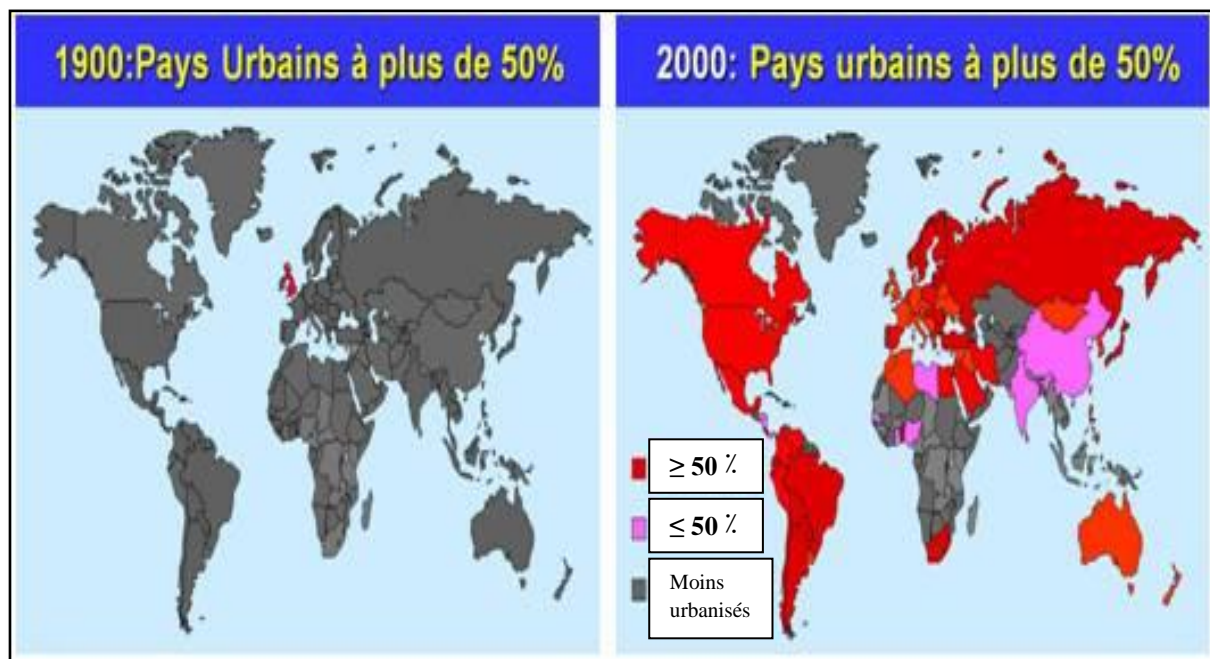 1900:Pays Urbains à plus de 50%
2000: Pays urbains à plus de 50%
≥ 50 ٪
≤ 50 ٪
Moins
urbanisés